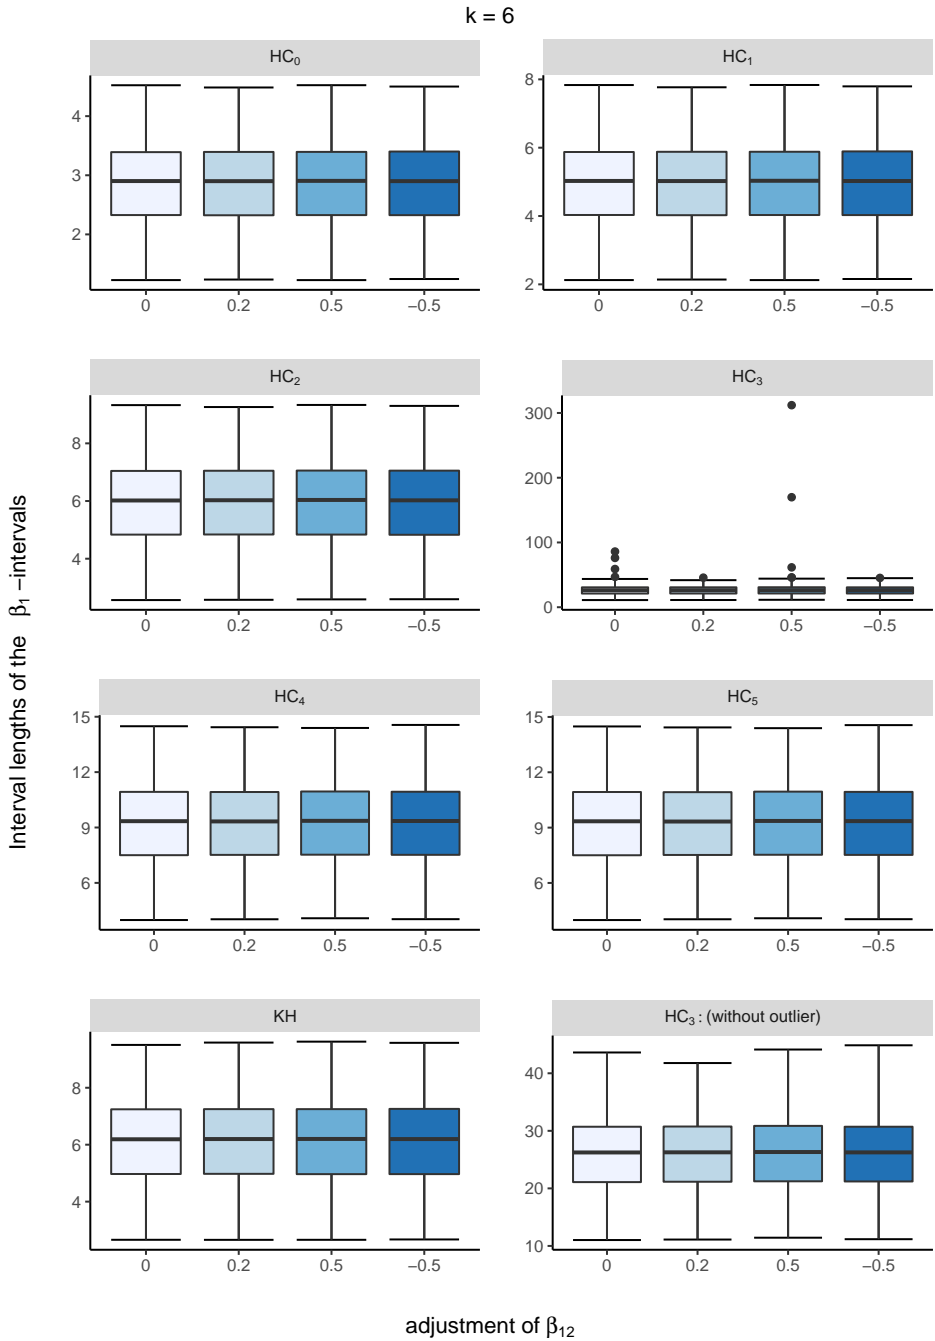 k = 6
HC₀
4
3
2
0 0.2 0.5 −0.5
HC₁
8
6
4
2
0 0.2 0.5 −0.5
HC₂
8
6
4
0 0.2 0.5 −0.5
HC₃
300
200
100
0
0 0.2 0.5 −0.5
HC₄
15
12
9
6
0 0.2 0.5 −0.5
HC₅
15
12
9
6
0 0.2 0.5 −0.5
KH
8
6
4
0 0.2 0.5 −0.5
HC₃: (without outlier)
40
30
20
10
0 0.2 0.5 −0.5
Interval lengths of the β₁ −intervals
adjustment of β₁₂